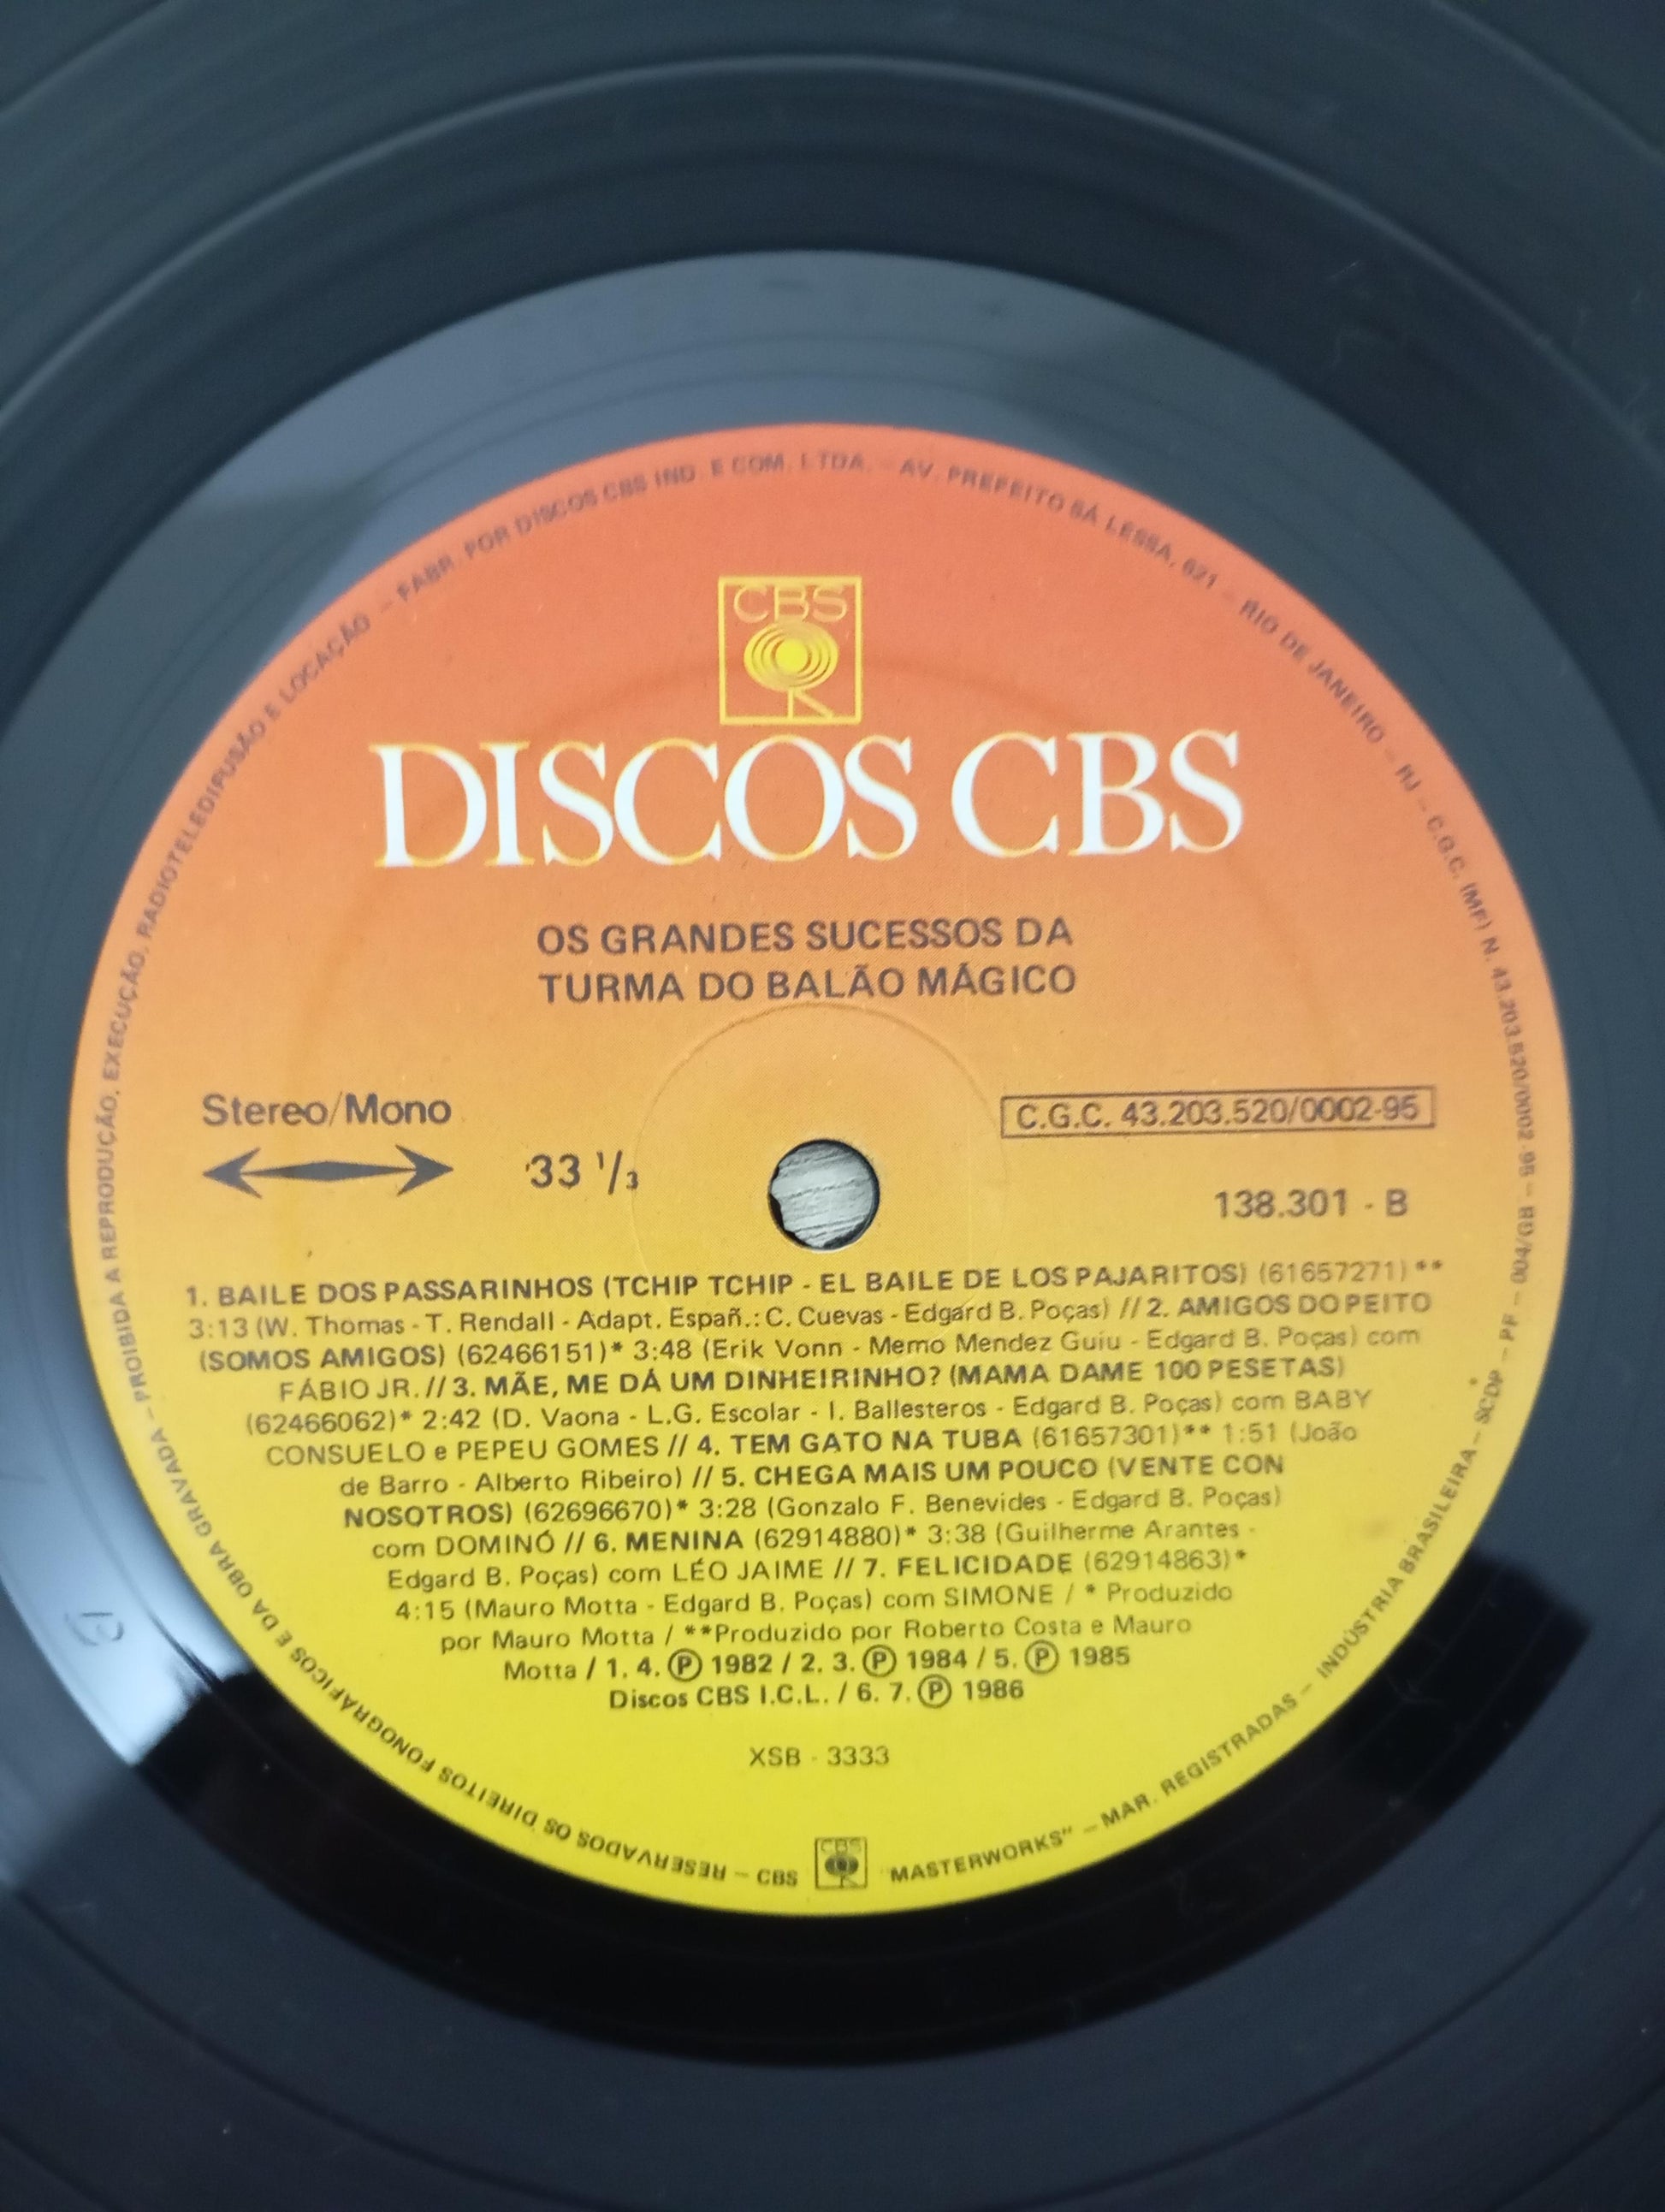 CBS
DISCOS CBS
OS GRANDES SUCESSOS DA
TURMA DO BALÃO MÁGICO
Stereo/Mono
33 1/3
C.G.C. 43.203.520/0002-95
138.301 - B
1. BAILE DOS PASSARINHOS (TCHIP TCHIP - EL BAILE DE LOS PAJARITOS) (61657271)**
3:13 (W. Thomas - T. Rendall - Adapt. Españ.: C. Cuevas - Edgard B. Poças) // 2. AMIGOS DO PEITO
(SOMOS AMIGOS) (62466151)* 3:48 (Erik Vonn - Memo Mendez Guiu - Edgard B. Poças) com
FÁBIO JR. // 3. MÃE, ME DÁ UM DINHEIRINHO? (MAMA DAME 100 PESETAS)
(62466062)* 2:42 (D. Vaona - L.G. Escolar - I. Ballesteros - Edgard B. Poças) com BABY
CONSUELO e PEPEU GOMES // 4. TEM GATO NA TUBA (61657301)** 1:51 (João
de Barro - Alberto Ribeiro) // 5. CHEGA MAIS UM POUCO (VENTE CON
NOSOTROS) (62696670)* 3:28 (Gonzalo F. Benevides - Edgard B. Poças)
com DOMINÓ // 6. MENINA (62914880)* 3:38 (Guilherme Arantes -
Edgard B. Poças) com LÉO JAIME // 7. FELICIDADE (62914863)*
4:15 (Mauro Motta - Edgard B. Poças) com SIMONE / * Produzido
por Mauro Motta / **Produzido por Roberto Costa e Mauro
Motta / 1. 4. Ⓟ 1982 / 2. 3. Ⓟ 1984 / 5. Ⓟ 1985
Discos CBS I.C.L. / 6. 7. Ⓟ 1986
XSB - 3333
CBS CBS MASTERWORKS" – MAR. REGISTRADAS – INDÚSTRIA BRASILEIRA – SCDP – PF – 004/RD – RESERVADOS OS DIREITOS FONOGRÁFICOS E DA OBRA GRAVADA – PROIBIDA A REPRODUÇÃO, EXECUÇÃO, RADIOTELEDIFUSÃO E LOCAÇÃO – FABR. POR DISCOS CBS IND. E COM. LTDA. – AV. PREFEITO SÁ LESSA, 621 – RIO DE JANEIRO – RJ – C.G.C. (MF) N. 43.203.520/0002-95